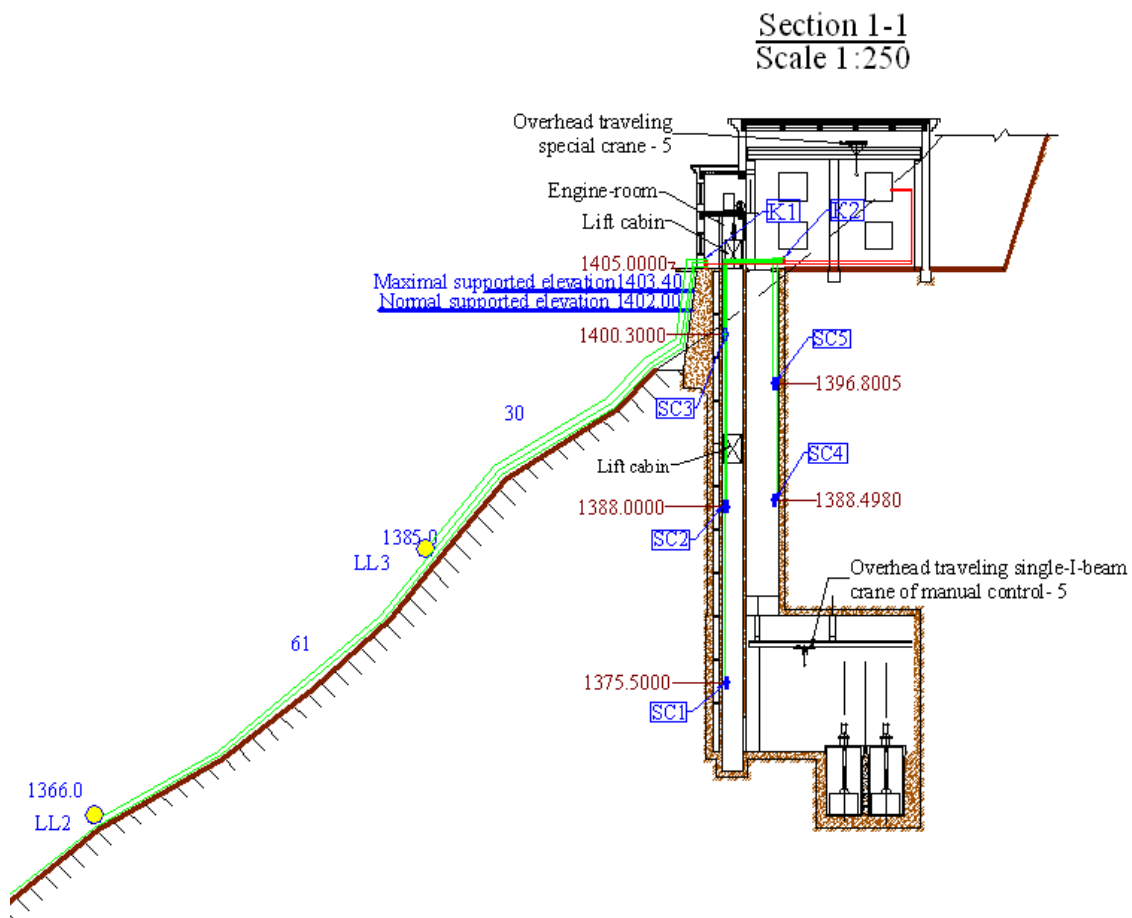 Section 1-1
Scale 1:250
Overhead traveling
special crane - 5
Engine-room
K1
K2
Lift cabin
1405.0000
Maximal supported elevation1403.40
Normal supported elevation 1402.00
1400.3000
SC5
1396.8005
SC3
30
SC4
Lift cabin
1388.4980
1388.0000
SC2
1385.0
LL3
Overhead traveling single-I-beam
crane of manual control- 5
61
1375.5000
SC1
1366.0
LL2